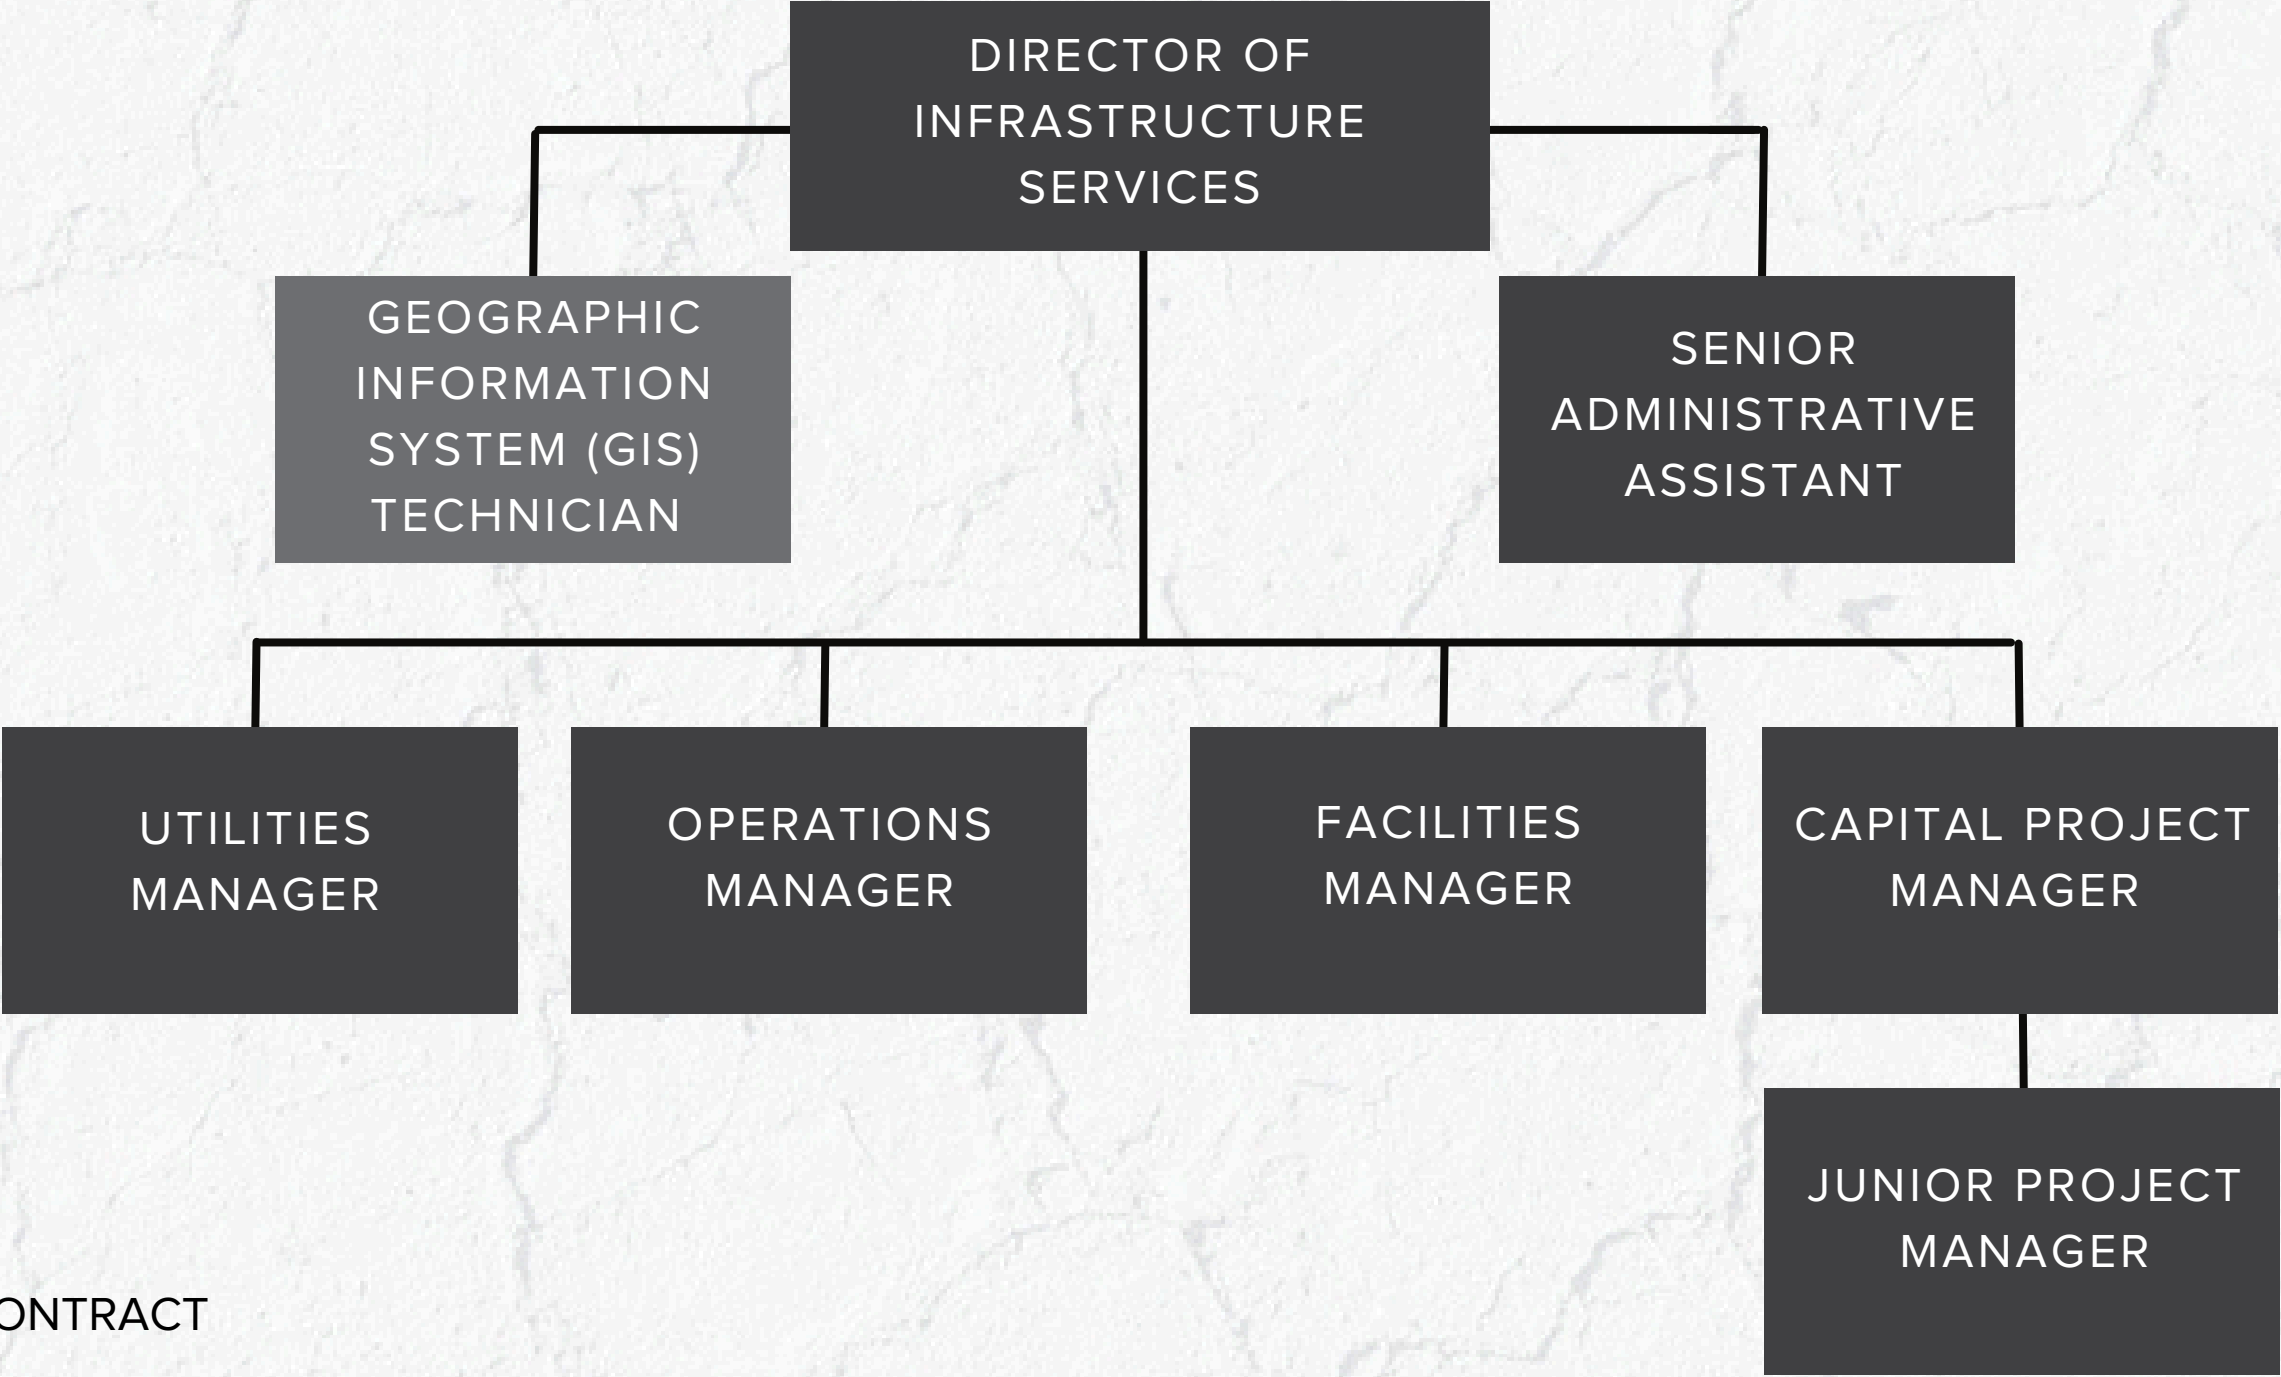 DIRECTOR OF
INFRASTRUCTURE
SERVICES
GEOGRAPHIC
INFORMATION
SYSTEM (GIS)
TECHNICIAN
SENIOR
ADMINISTRATIVE
ASSISTANT
UTILITIES
MANAGER
OPERATIONS
MANAGER
FACILITIES
MANAGER
CAPITAL PROJECT
MANAGER
JUNIOR PROJECT
MANAGER
ONTRACT